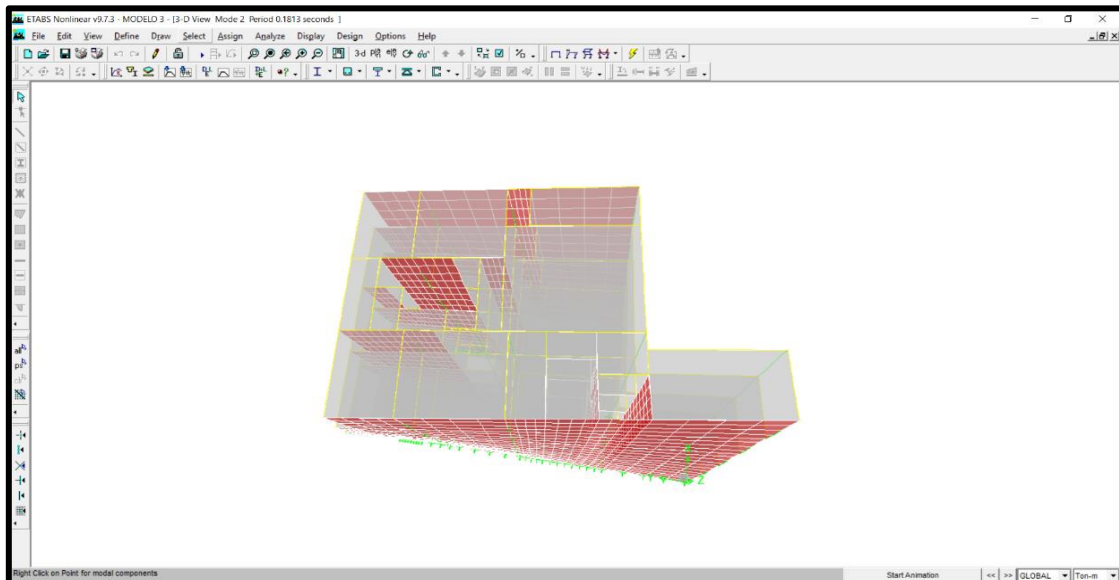 ETABS Nonlinear v9.7.3 - MODELO 3 - [3-D View Mode 2 Period 0.1813 seconds ]
File Edit View Define Draw Select Assign Analyze Display Design Options Help
3-d
all
Z
Right Click on Point for modal components
Start Animation
<< >> GLOBAL Ton-m